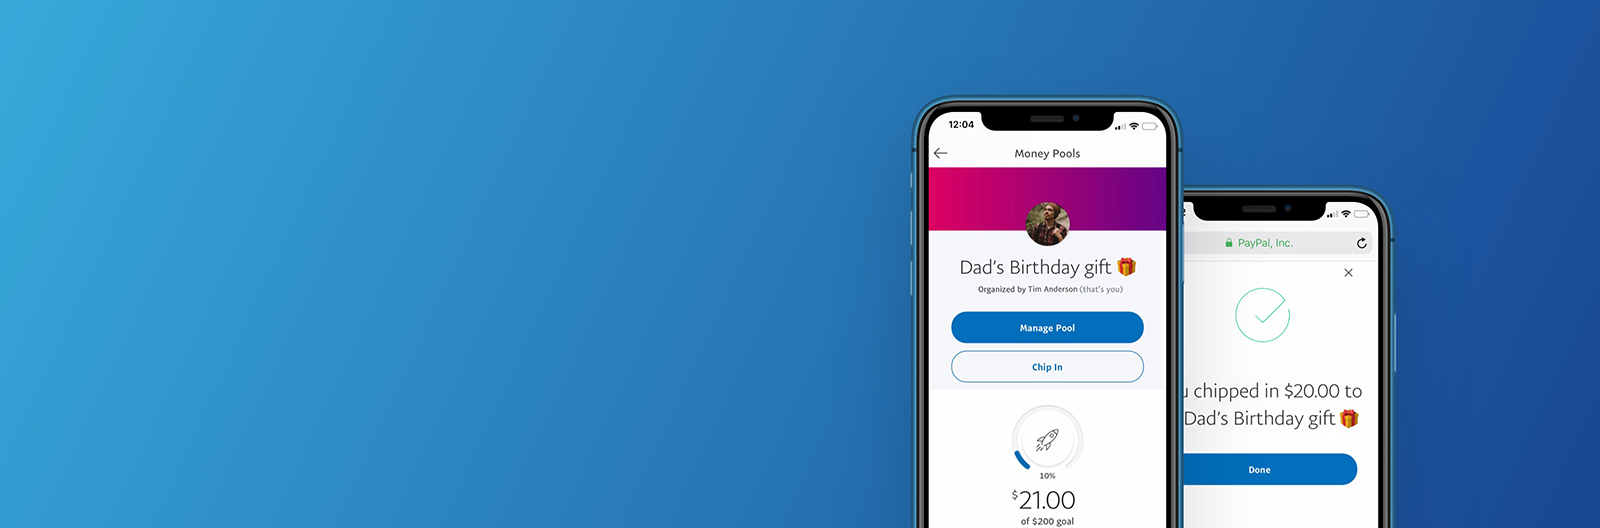 12:04
Money Pools
Dad's Birthday gift 🎁
Organized by Tim Anderson (that's you)
Manage Pool
Chip In
10%
$21.00
of $200 goal
PayPal, Inc.
chipped in $20.00 to
Dad's Birthday gift 🎁
Done